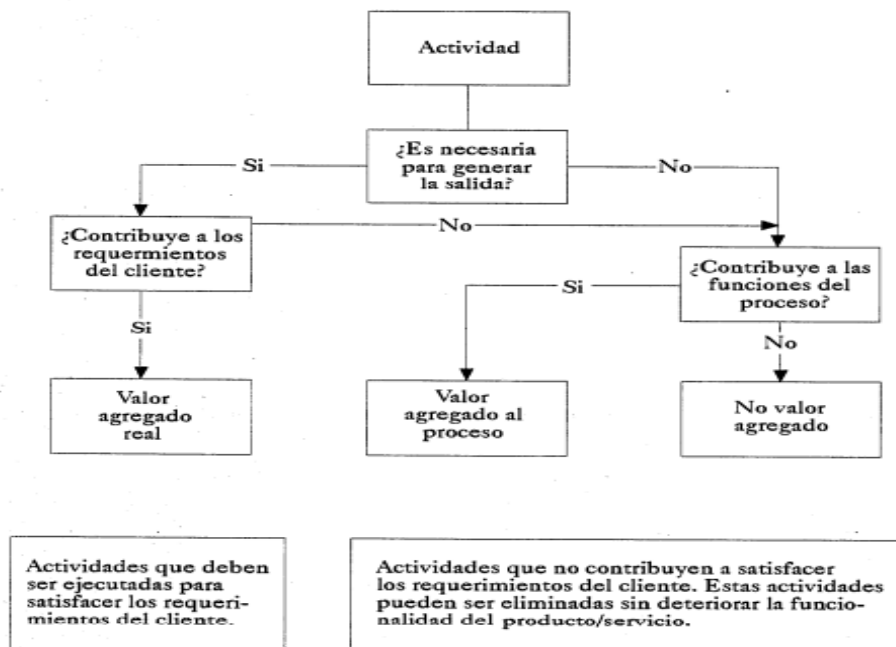 Actividad
¿Es necesaria
para generar
la salida?
Si
No
¿Contribuye a los
requermientos
del cliente?
No
¿Contribuye a las
funciones del
proceso?
Si
Si
No
Valor
agregado
real
Valor
agregado al
proceso
No valor
agregado
Actividades que deben
ser ejecutadas para
satisfacer los requeri-
mientos del cliente.
Actividades que no contribuyen a satisfacer
los requerimientos del cliente. Estas actividades
pueden ser eliminadas sin deteriorar la funcio-
nalidad del producto/servicio.